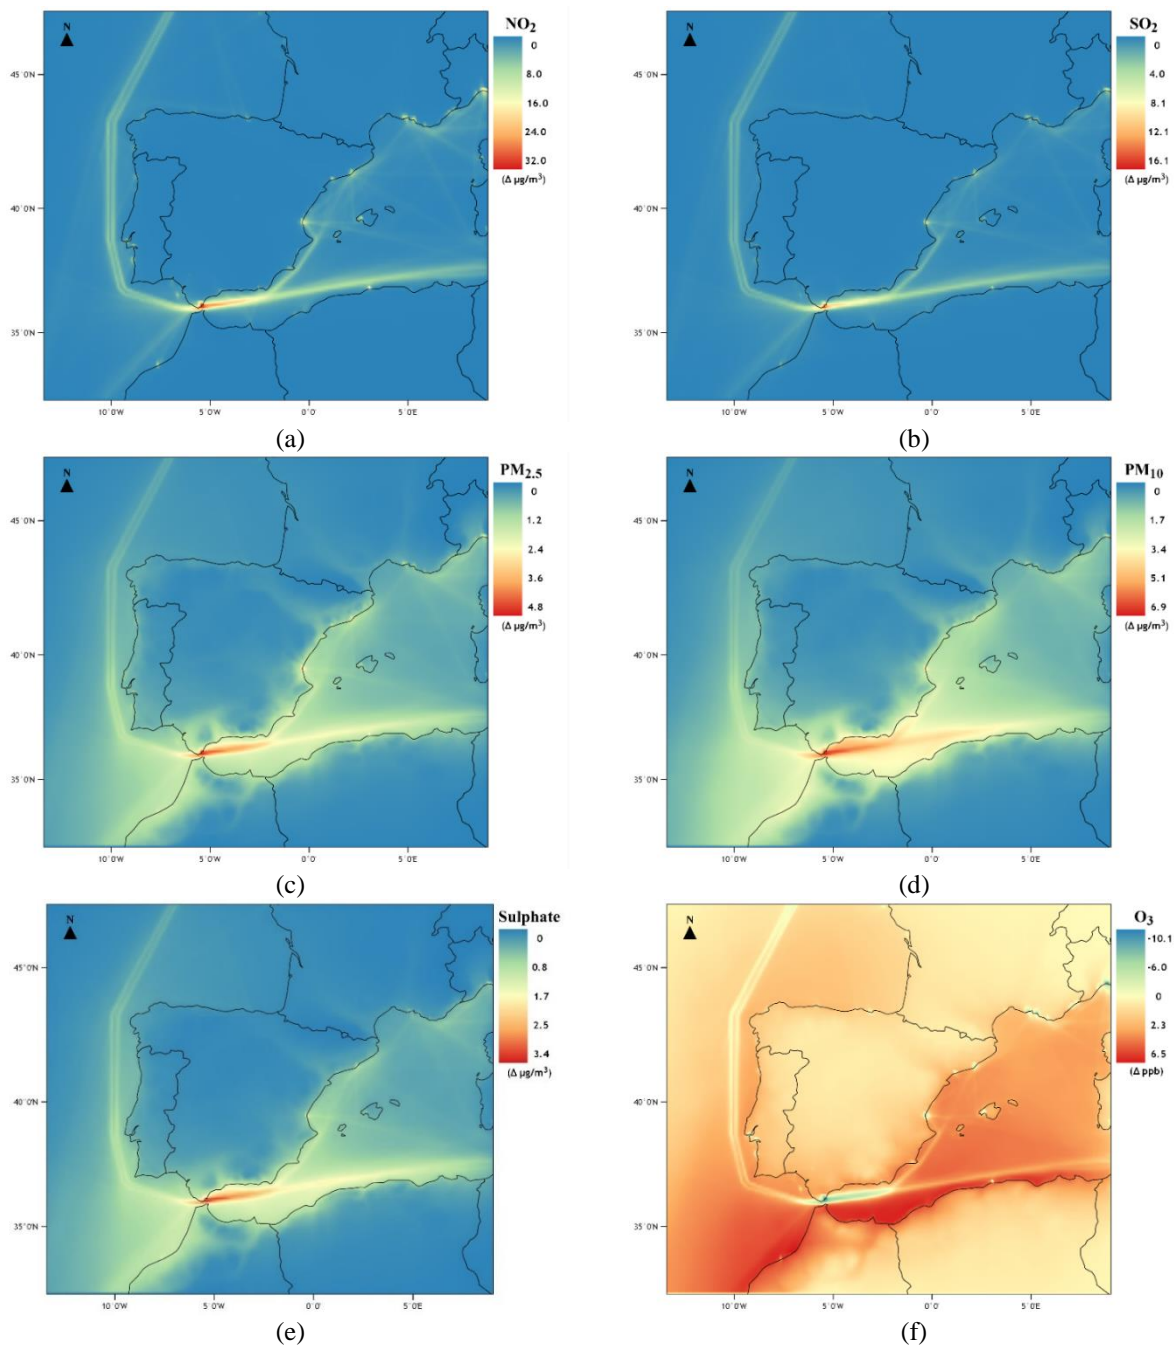 N
NO2
0
8.0
16.0
24.0
32.0
(Δ µg/m3)
45°0'N
40°0'N
35°0'N
10°0'W 5°0'W 0°0' 5°0'E
(a)
N
SO2
0
4.0
8.1
12.1
16.1
(Δ µg/m3)
45°0'N
40°0'N
35°0'N
10°0'W 5°0'W 0°0' 5°0'E
(b)
N
PM2.5
0
1.2
2.4
3.6
4.8
(Δ µg/m3)
45°0'N
40°0'N
35°0'N
10°0'W 5°0'W 0°0' 5°0'E
(c)
N
PM10
0
1.7
3.4
5.1
6.9
(Δ µg/m3)
45°0'N
40°0'N
35°0'N
10°0'W 5°0'W 0°0' 5°0'E
(d)
N
Sulphate
0
0.8
1.7
2.5
3.4
(Δ µg/m3)
45°0'N
40°0'N
35°0'N
10°0'W 5°0'W 0°0' 5°0'E
(e)
N
O3
-10.1
-6.0
0
2.3
6.5
(Δ ppb)
45°0'N
40°0'N
35°0'N
10°0'W 5°0'W 0°0' 5°0'E
(f)